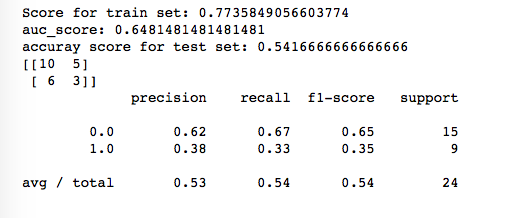 Score for train set: 0.7735849056603774
auc_score: 0.6481481481481481
accuray score for test set: 0.5416666666666666
[[10  5]
 [ 6  3]]
             precision    recall  f1-score   support

        0.0       0.62      0.67      0.65        15
        1.0       0.38      0.33      0.35         9

avg / total       0.53      0.54      0.54        24